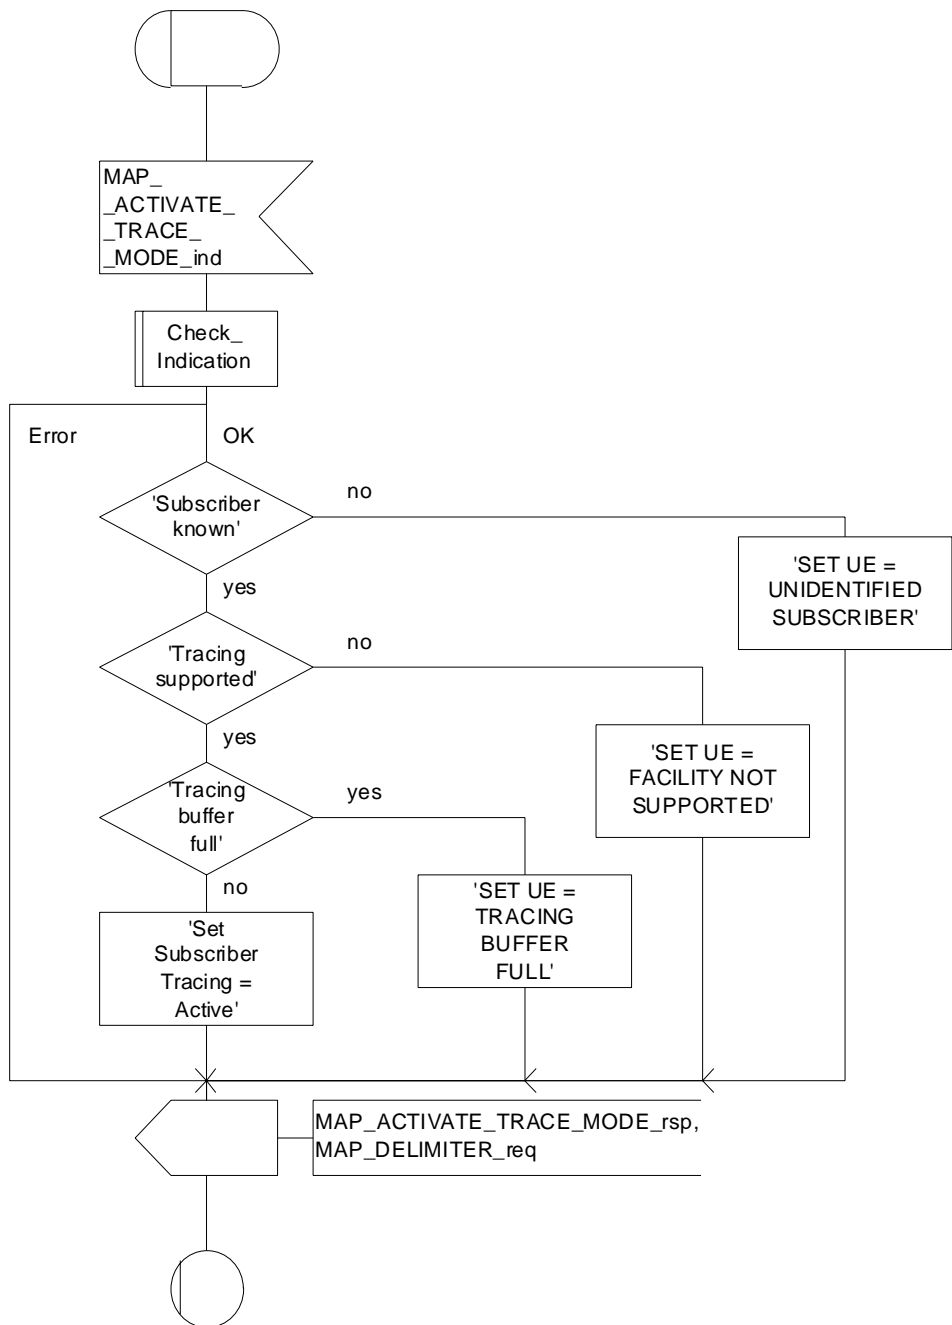 MAP_
_ACTIVATE_
_TRACE_
_MODE_ind
Check_
Indication
Error
OK
'Subscriber
known'
no
'SET UE =
UNIDENTIFIED
SUBSCRIBER'
yes
'Tracing
supported'
no
'SET UE =
FACILITY NOT
SUPPORTED'
yes
'Tracing
buffer
full'
yes
'SET UE =
TRACING
BUFFER
FULL'
no
'Set
Subscriber
Tracing =
Active'
MAP_ACTIVATE_TRACE_MODE_rsp,
MAP_DELIMITER_req